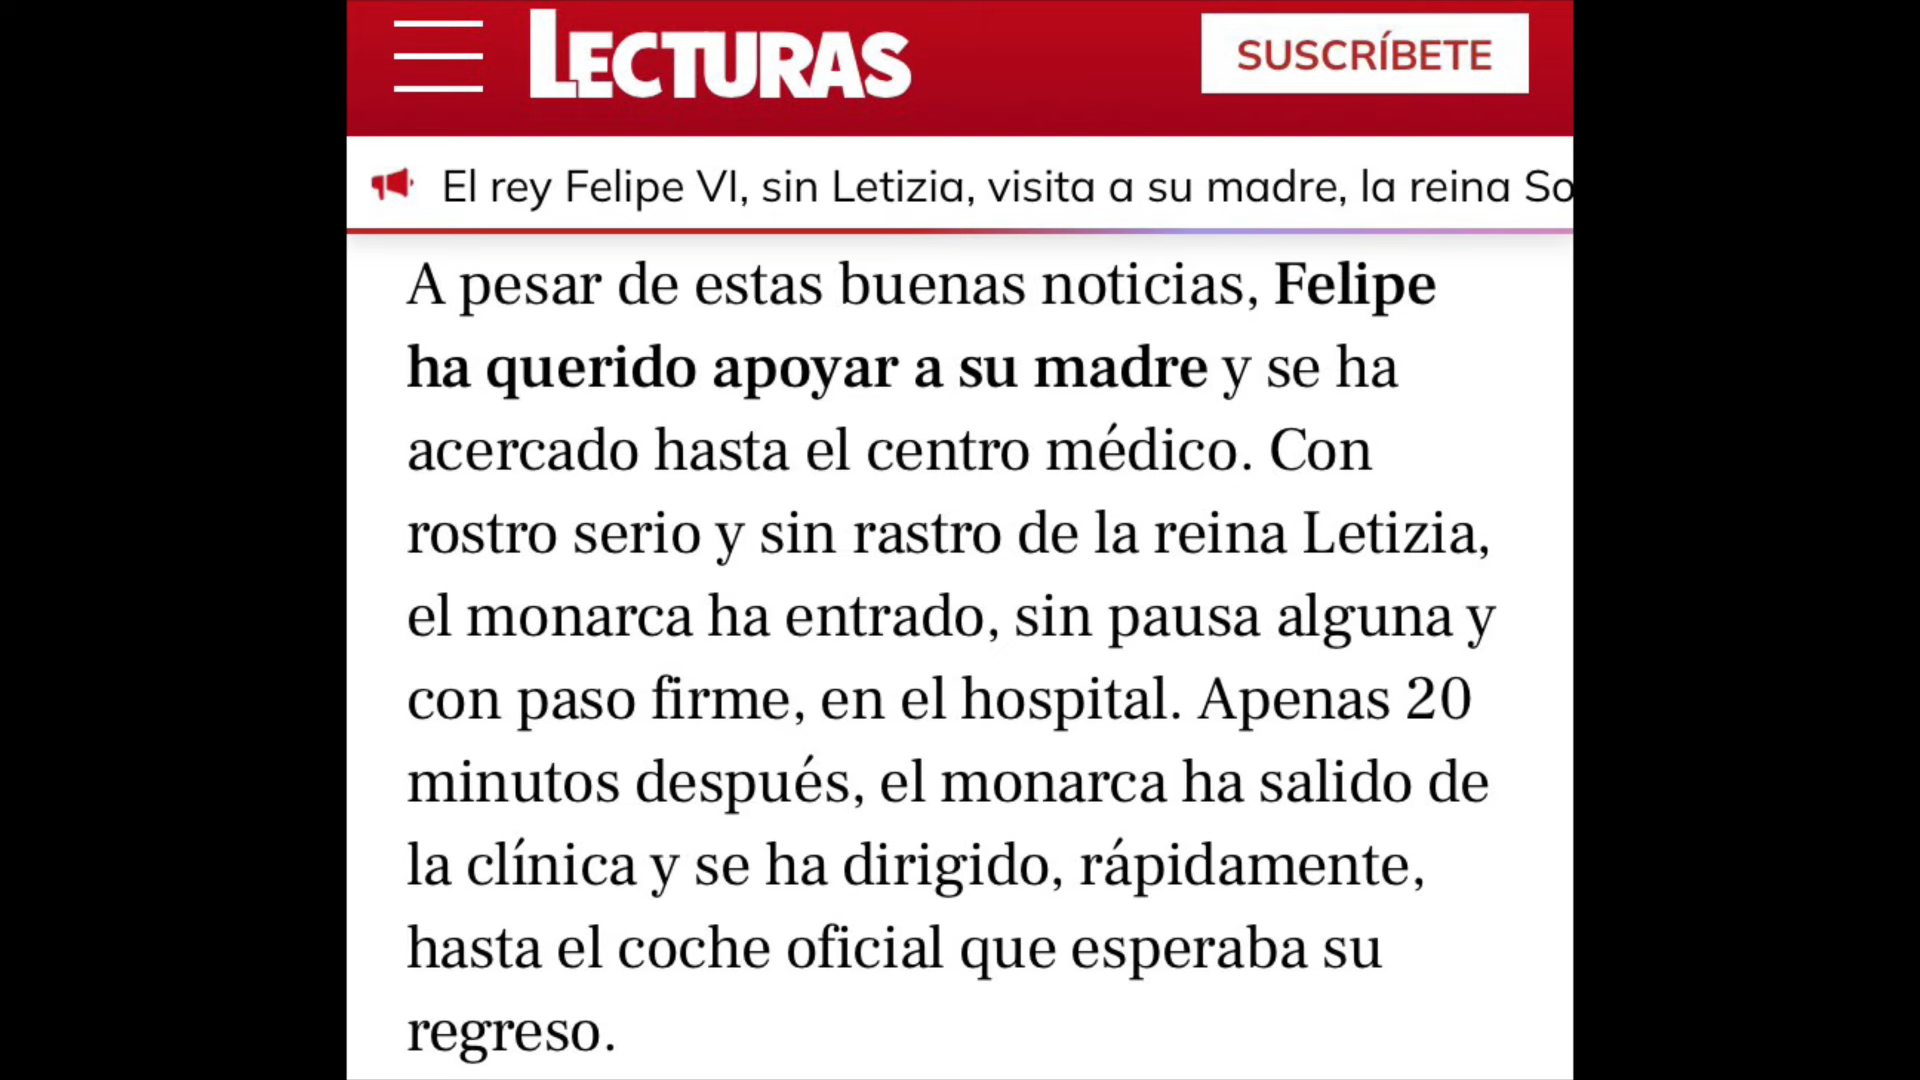 LECTURAS
SUSCRÍBETE
El rey Felipe VI, sin Letizia, visita a su madre, la reina So
A pesar de estas buenas noticias, Felipe
ha querido apoyar a su madre y se ha
acercado hasta el centro médico. Con
rostro serio y sin rastro de la reina Letizia,
el monarca ha entrado, sin pausa alguna y
con paso firme, en el hospital. Apenas 20
minutos después, el monarca ha salido de
la clínica y se ha dirigido, rápidamente,
hasta el coche oficial que esperaba su
regreso.